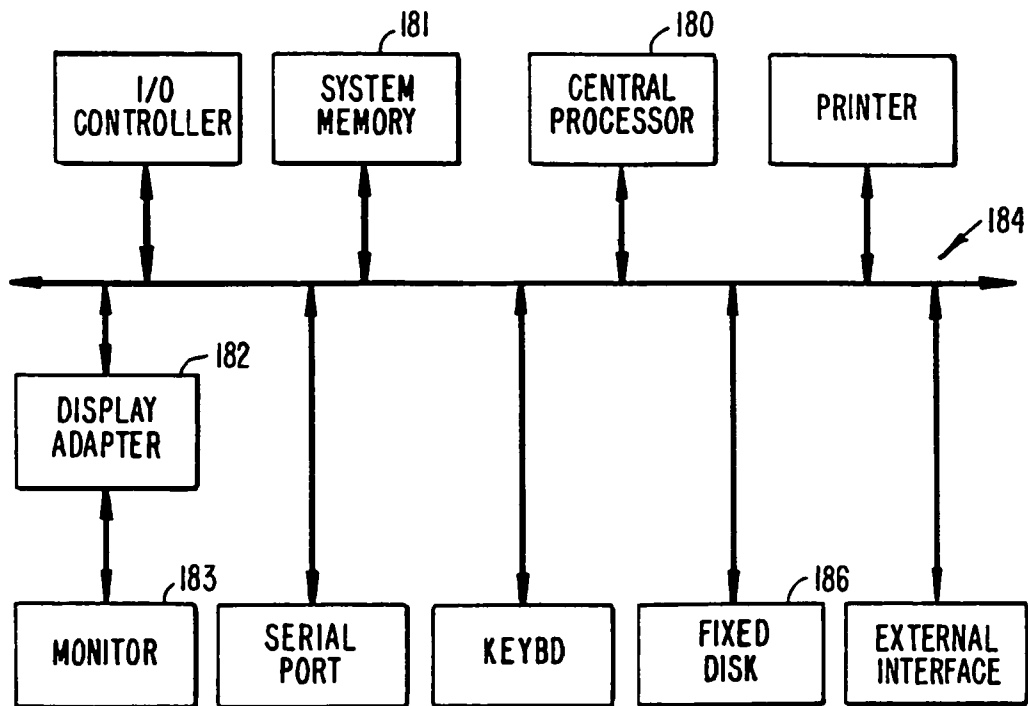 181
180
I/O
CONTROLLER
SYSTEM
MEMORY
CENTRAL
PROCESSOR
PRINTER
184
182
DISPLAY
ADAPTER
183
186
MONITOR
SERIAL
PORT
KEYBD
FIXED
DISK
EXTERNAL
INTERFACE